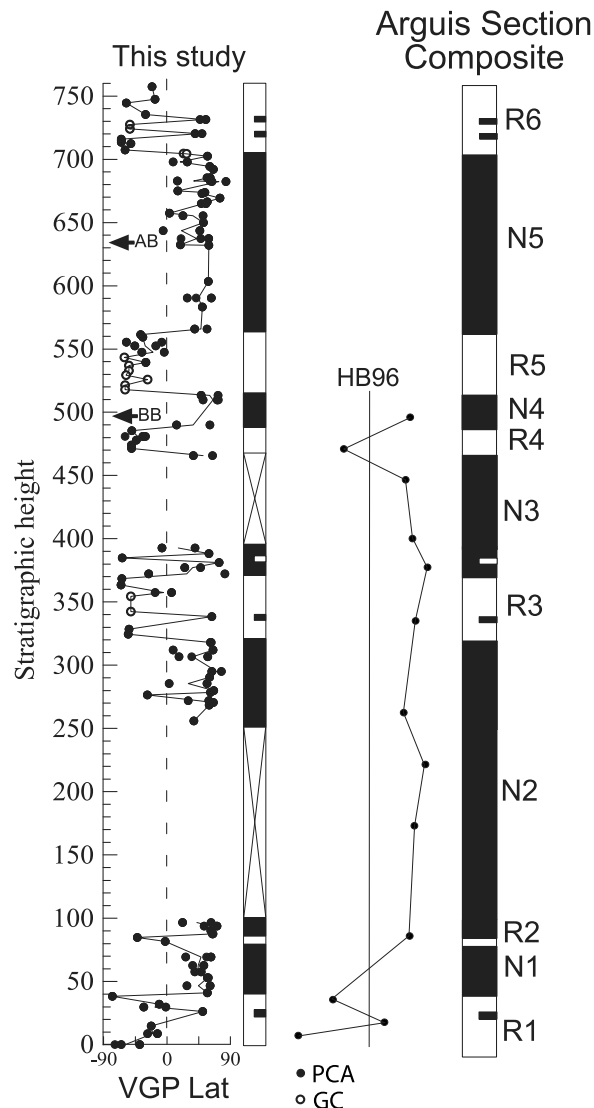 Arguis Section
Composite
This study
750
700
650
600
550
500
450
400
350
300
250
200
150
100
50
0
Stratigraphic height
AB
BB
HB96
R6
N5
R5
N4
R4
N3
R3
N2
R2
N1
R1
-90 0 90
VGP Lat
PCA
GC